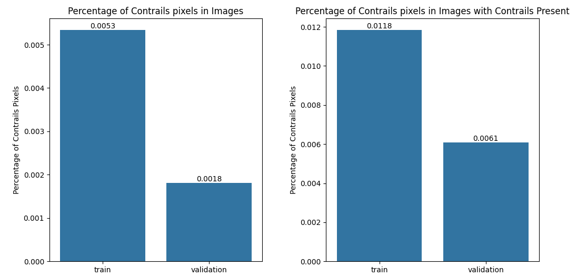 Percentage of Contrails pixels in Images
Percentage of Contrails Pixels
0.005
0.004
0.003
0.002
0.001
0.000
0.0053
0.0018
train
validation
Percentage of Contrails pixels in Images with Contrails Present
Percentage of Contrails Pixels
0.012
0.010
0.008
0.006
0.004
0.002
0.000
0.0118
0.0061
train
validation